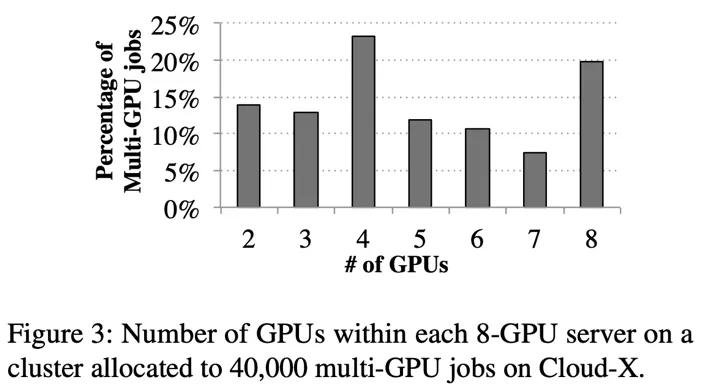 25%
20%
15%
10%
5%
0%
Percentage of
Multi-GPU jobs
2 3 4 5 6 7 8
# of GPUs
Figure 3: Number of GPUs within each 8-GPU server on a
cluster allocated to 40,000 multi-GPU jobs on Cloud-X.